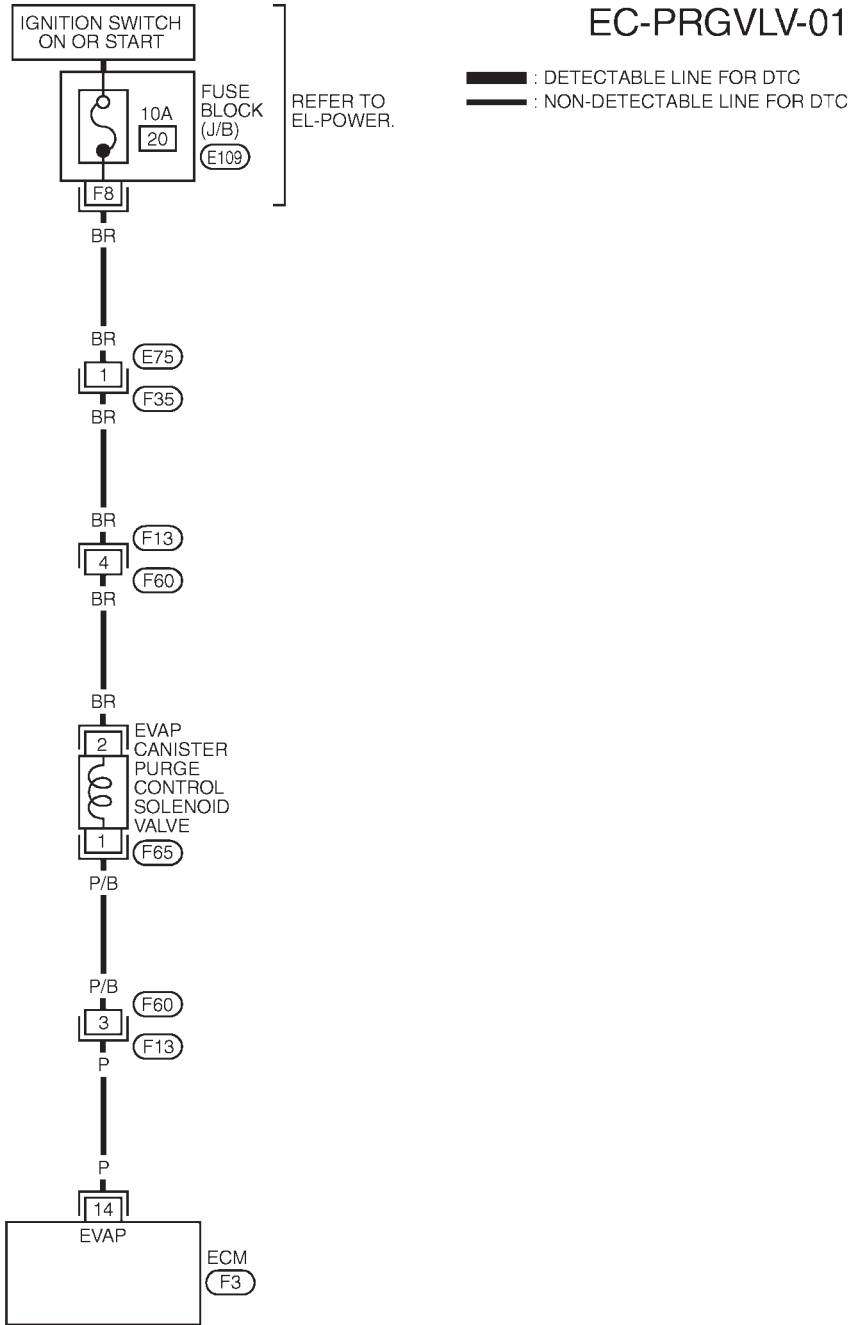 EC-PRGVLV-01
: DETECTABLE LINE FOR DTC
: NON-DETECTABLE LINE FOR DTC
IGNITION SWITCH
ON OR START
10A
20
FUSE
BLOCK
(J/B)
E109
REFER TO
EL-POWER.
F8
BR
BR
E75
1
F35
BR
BR
F13
4
F60
BR
BR
2
EVAP
CANISTER
PURGE
CONTROL
SOLENOID
VALVE
1
F65
P/B
P/B
F60
3
F13
P
P
14
EVAP
ECM
F3